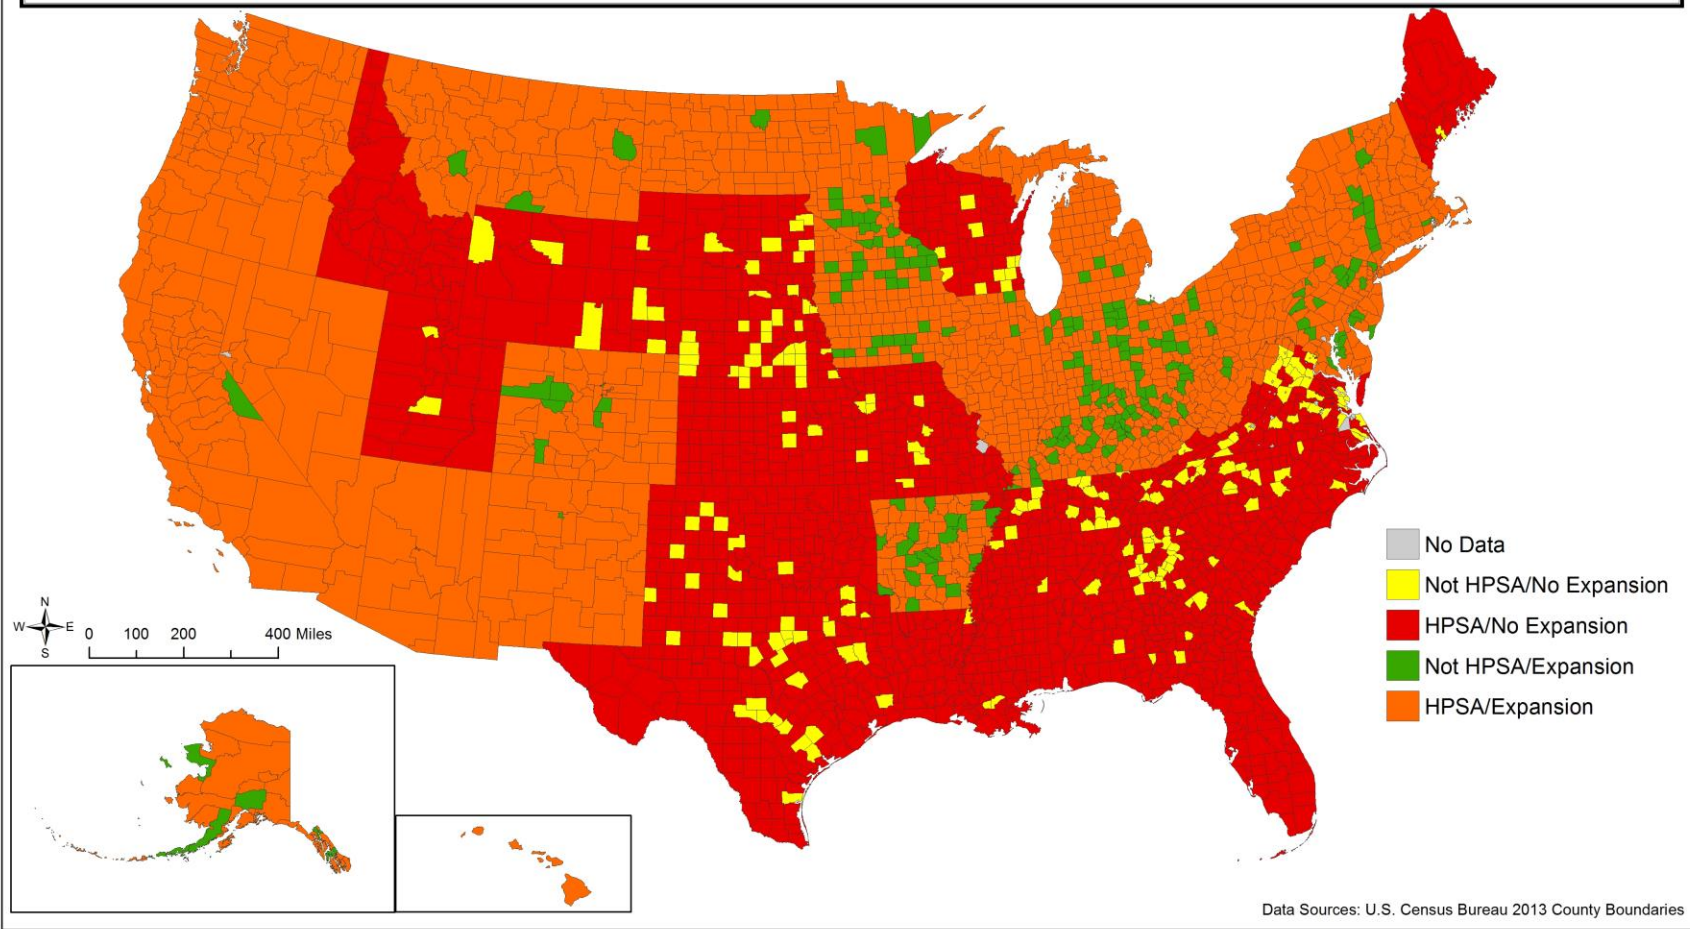 No Data
Not HPSA/No Expansion
HPSA/No Expansion
Not HPSA/Expansion
HPSA/Expansion
N
W E
S
0 100 200 400 Miles
Data Sources: U.S. Census Bureau 2013 County Boundaries